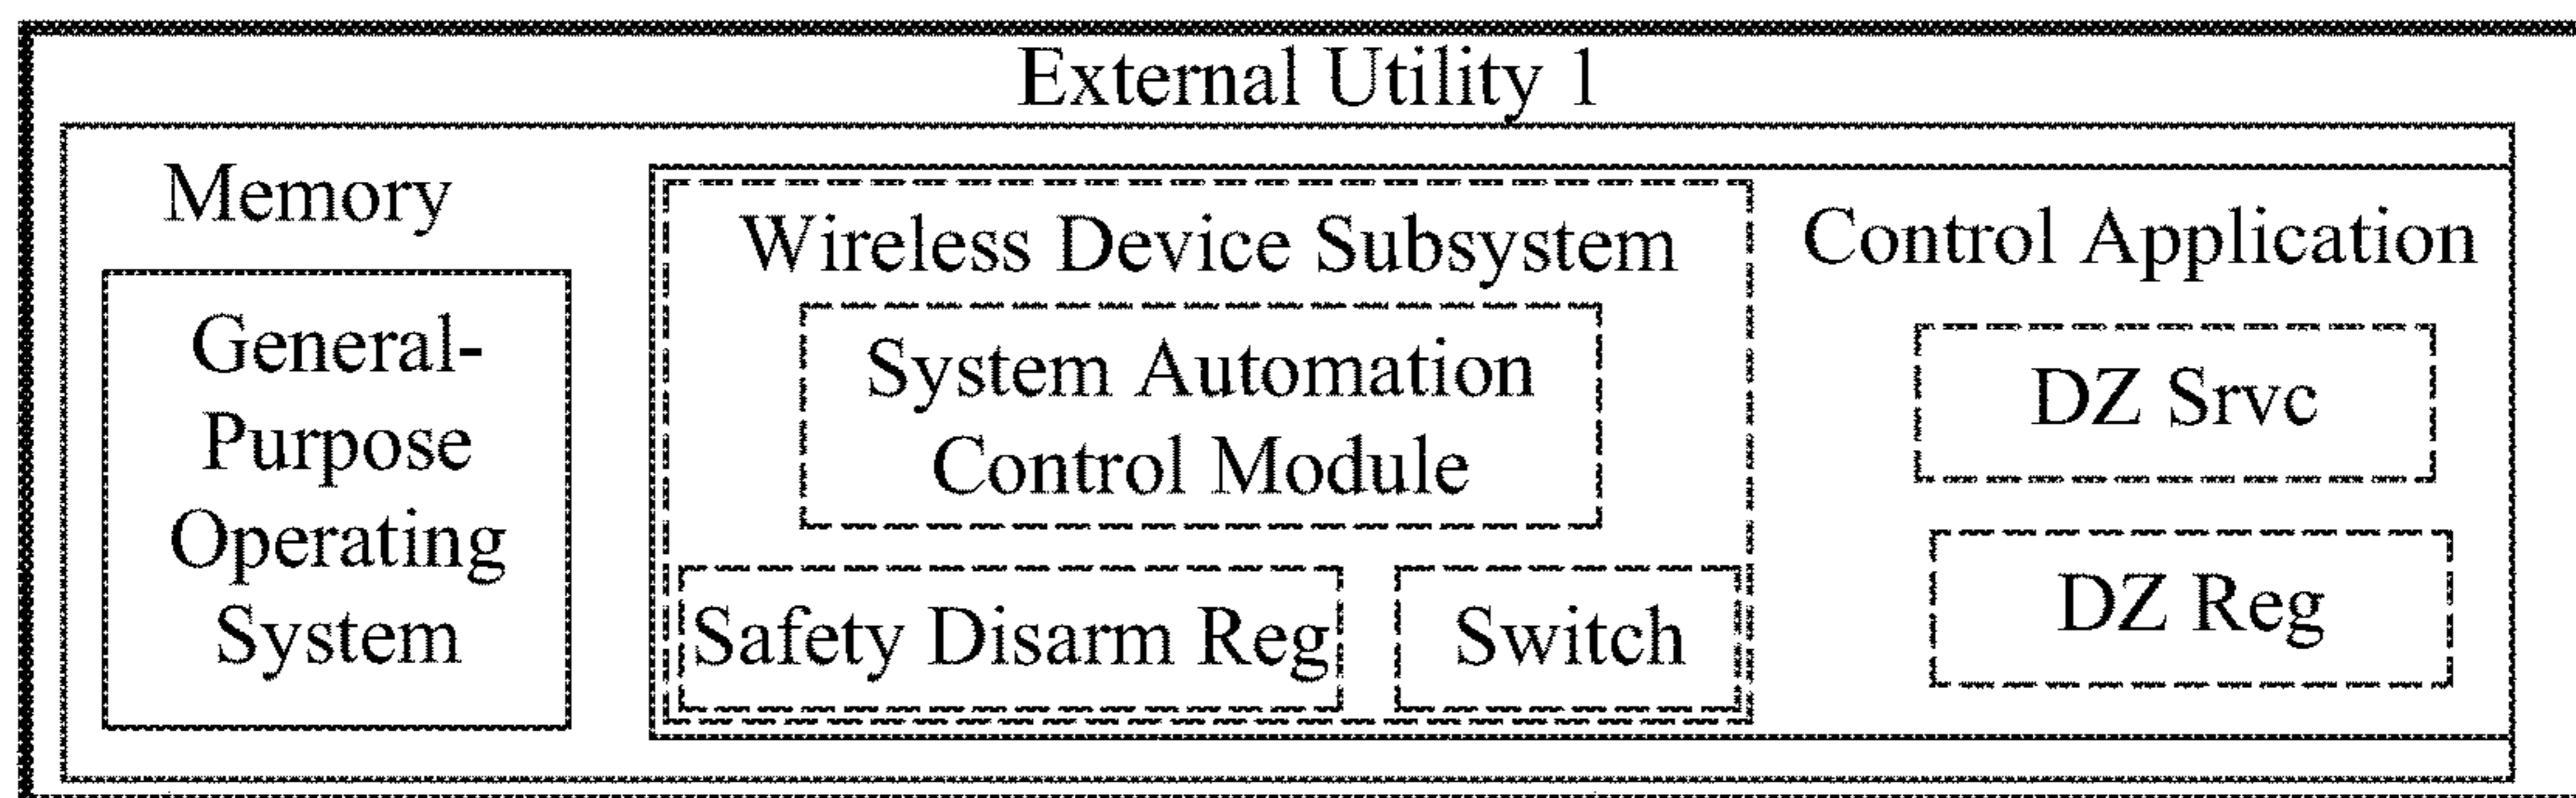 External Utility 1
Memory
General-
Purpose
Operating
System
Wireless Device Subsystem
System Automation
Control Module
Safety Disarm Reg
Switch
Control Application
DZ Srvc
DZ Reg